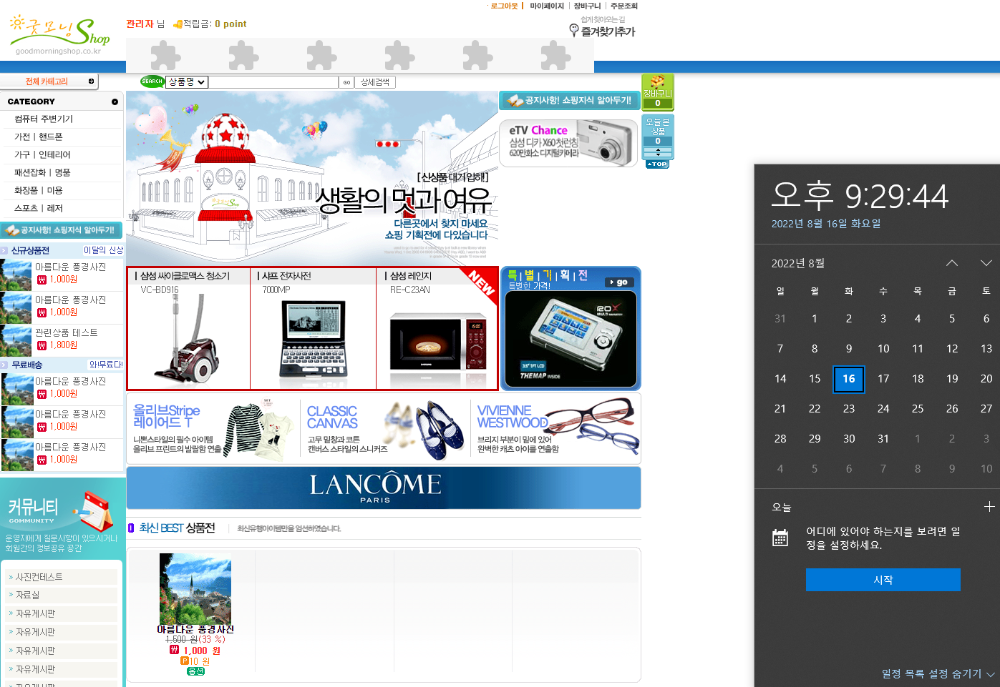 로그아웃
마이페이지
장바구니
주문조회
굿모닝Shop
goodmorningshop.co.kr
관리자 님 적립금: 0 point
쉽게 찾아오는 길
즐겨찾기추가
전체 카테고리
SEARCH
상품명
GO
상세검색
장바구니
0
오늘본
상품
0
TOP
CATEGORY
컴퓨터 주변기기
가전 | 핸드폰
가구 | 인테리어
패션잡화 | 명품
화장품 | 미용
스포츠 | 레저
공지사항! 쇼핑지식 알아두기!
신규상품전
이달의 신상
아름다운 풍경사진
1,000원
아름다운 풍경사진
1,000원
관련상품 테스트
1,800원
무료배송
와!무료다!
아름다운 풍경사진
1,000원
아름다운 풍경사진
1,000원
아름다운 풍경사진
1,000원
커뮤니티
COMMUNITY
운영자에게 질문사항이 있으시거나
회원간의 정보공유 공간
사진컨테스트
자료실
자유게시판
자유게시판
자유게시판
자유게시판
자유게시판
[신상품 대거 입하!]
생활의 멋과 여유
다른곳에서 찾지 마세요
쇼핑 기획전에 다있습니다
공지사항! 쇼핑지식 알아두기!
eTV Chance
삼성 디카 X60 첫런칭
620만화소 디지털카메라
삼성 싸이클로맥스 청소기
VC-BD916
샤프 전자사전
7000MP
삼성 레인지
RE-C23AN
NEW
특|별|기|획|전
특별한 가격!
go
3.5" TFT LCD
THEMAP INSIDE
올리브Stripe
레이어드 T
니뽄스타일의 필수 아이템
올리브 프린트의 발랄함 연출
CLASSIC
CANVAS
고무 밑창과 코튼
캔버스 스타일의 스니커즈
VIVIENNE
WESTWOOD
브리지 부분이 밑에 있어
완벽한 캐츠 아이를 연출함
LANCÔME
PARIS
최신 BEST 상품전
최신유행아이템만을 엄선하였습니다.
아름다운 풍경사진
1,500 원(33 %)
1,000 원
P10 원
옵션
오후 9:29:44
2022년 8월 16일 화요일
2022년 8월
일 월 화 수 목 금 토
31 1 2 3 4 5 6
7 8 9 10 11 12 13
14 15 16 17 18 19 20
21 22 23 24 25 26 27
28 29 30 31 1 2 3
4 5 6 7 8 9 10
오늘
어디에 있어야 하는지를 보려면 일
정을 설정하세요.
시작
일정 목록 설정 숨기기